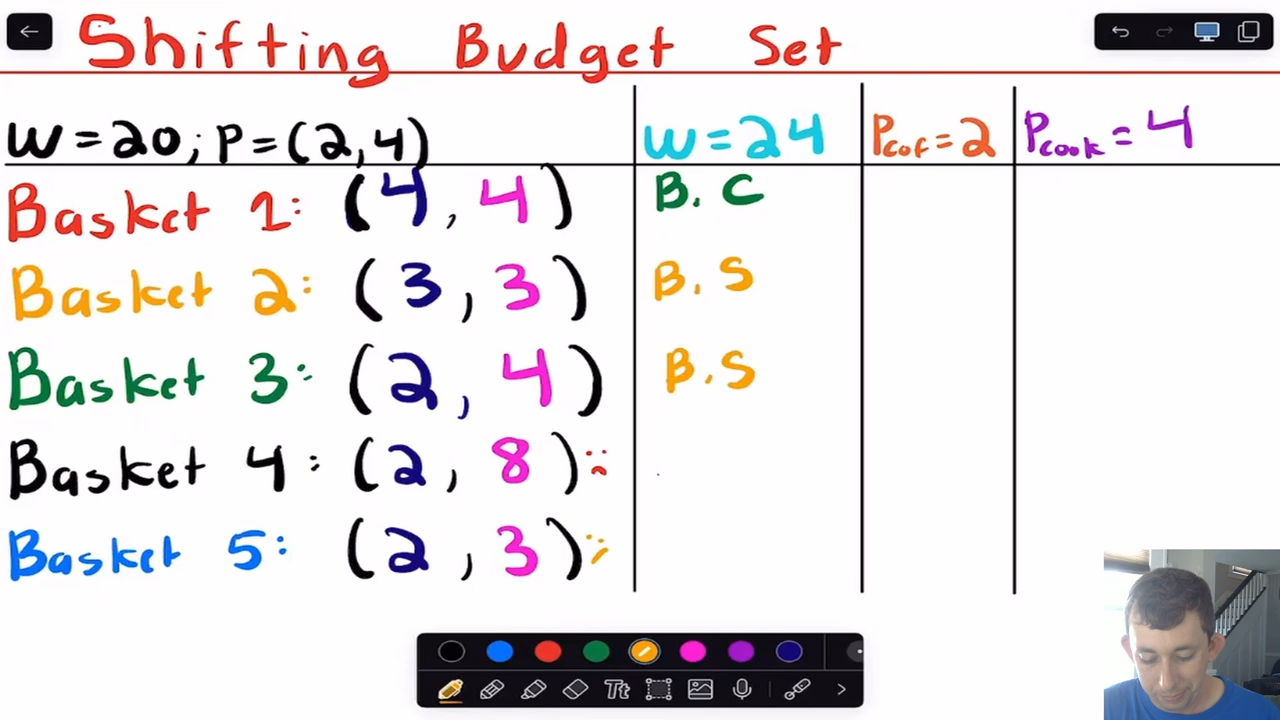 Shifting Budget Set
W=20; P=(2,4) W=24 Pcof=2 Pcook=4
Basket 1: (4, 4) B.C
Basket 2: (3, 3) B.S
Basket 3: (2, 4) B.S
Basket 4: (2, 8)
Basket 5: (2, 3)
Tt